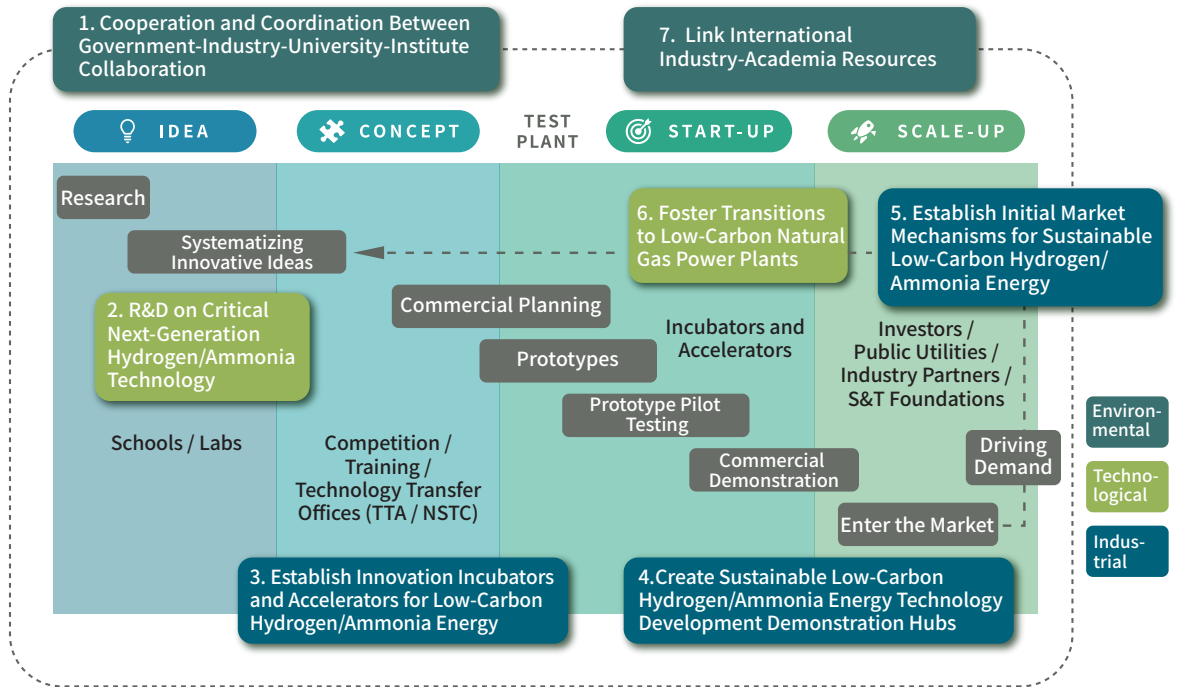 1. Cooperation and Coordination Between
Government-Industry-University-Institute
Collaboration
7. Link International
Industry-Academia Resources
IDEA
CONCEPT
TEST
PLANT
START-UP
SCALE-UP
Research
Systematizing
Innovative Ideas
6. Foster Transitions
to Low-Carbon Natural
Gas Power Plants
5. Establish Initial Market
Mechanisms for Sustainable
Low-Carbon Hydrogen/
Ammonia Energy
2. R&D on Critical
Next-Generation
Hydrogen/Ammonia
Technology
Commercial Planning
Prototypes
Incubators and
Accelerators
Investors /
Public Utilities /
Industry Partners /
S&T Foundations
Prototype Pilot
Testing
Schools / Labs
Competition /
Training /
Technology Transfer
Offices (TTA / NSTC)
Commercial
Demonstration
Driving
Demand
Enter the Market
3. Establish Innovation Incubators
and Accelerators for Low-Carbon
Hydrogen/Ammonia Energy
4.Create Sustainable Low-Carbon
Hydrogen/Ammonia Energy Technology
Development Demonstration Hubs
Environ-
mental
Techno-
logical
Indus-
trial